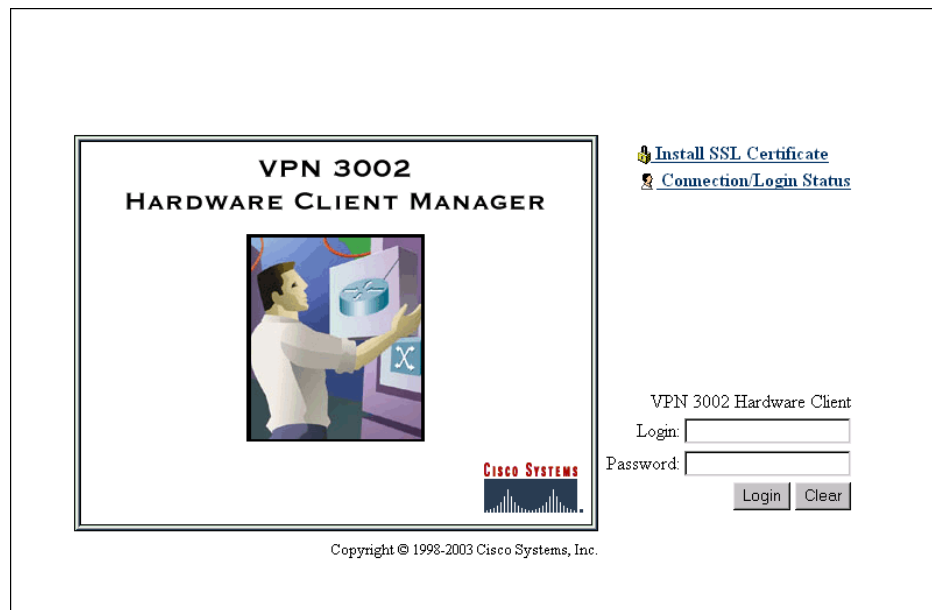 VPN 3002
HARDWARE CLIENT MANAGER
CISCO SYSTEMS
Install SSL Certificate
Connection/Login Status
VPN 3002 Hardware Client
Login:
Password:
Login Clear
Copyright © 1998-2003 Cisco Systems, Inc.